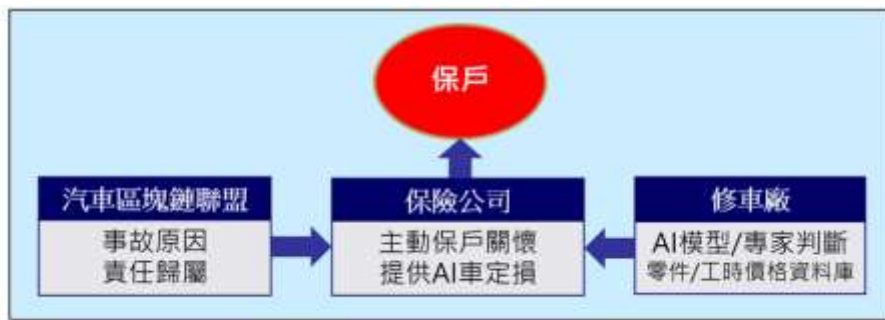 保戶
汽車區塊鏈聯盟
事故原因
責任歸屬
保險公司
主動保戶關懷
提供AI車定損
修車廠
AI模型/專家判斷
零件/工時價格資料庫